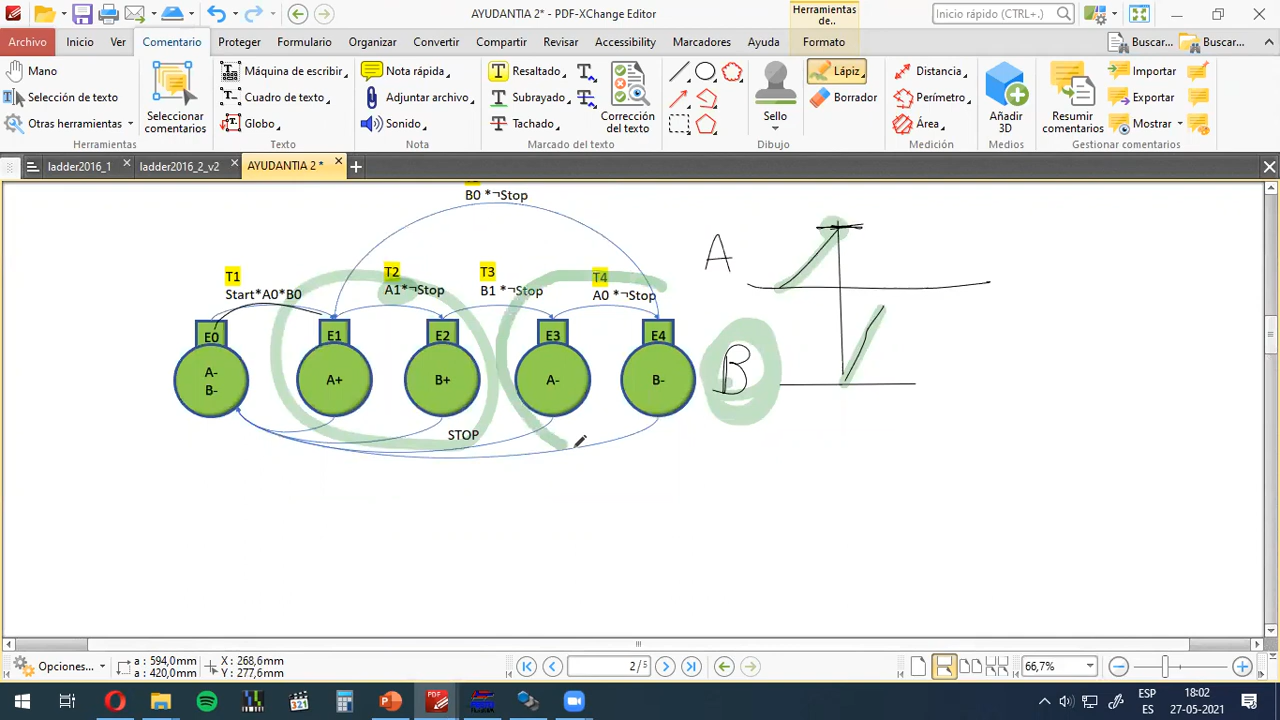 AYUDANTIA 2 * - PDF-XChange Editor
Herramientas de..
Inicio rápido (CTRL+.)
Archivo
Inicio
Ver
Comentario
Proteger
Formulario
Organizar
Convertir
Compartir
Revisar
Accessibility
Marcadores
Ayuda
Formato
Buscar...
Buscar...
Mano
Selección de texto
Otras herramientas
Herramientas
Seleccionar comentarios
Máquina de escribir
Cuadro de texto
Globo
Texto
Nota rápida
Adjuntar archivo
Sonido
Nota
Resaltado
Subrayado
Tachado
Corrección del texto
Marcado del texto
Sello
Lápiz
Borrador
Dibujo
Distancia
Perímetro
Área
Medición
Añadir 3D
Medios
Resumir comentarios
Importar
Exportar
Mostrar
Gestionar comentarios
ladder2016_1
ladder2016_2_v2
AYUDANTIA 2 *
B0 *¬Stop
T1
Start*A0*B0
T2
A1*¬Stop
T3
B1 *¬Stop
T4
A0 *¬Stop
E0
E1
E2
E3
E4
A-
B-
A+
B+
A-
B-
STOP
A
B
Opciones...
a : 594,0mm
a : 420,0mm
X : 268,6mm
Y : 277,6mm
2/5
66,7%
321
PDF
ESP
ES
18:02
27-05-2021